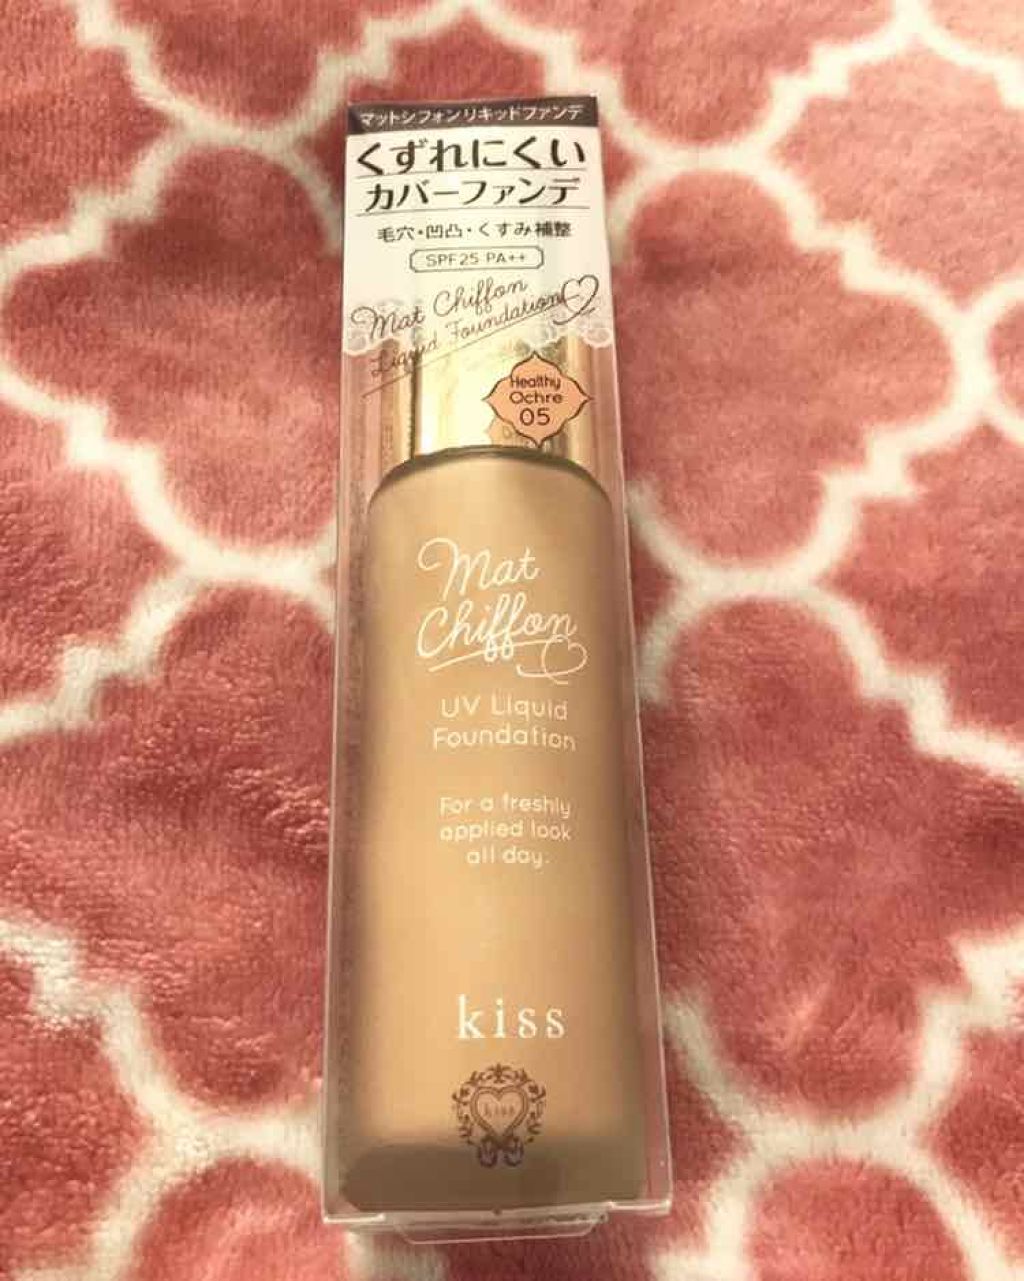 マットシフォンリキッドファンデ
くずれにくい
カバーファンデ
毛穴・凹凸・くすみ補整
SPF25 PA++
Mat Chiffon
Liquid Foundation
Healthy
Ochre
05
Mat
Chiffon
UV Liquid
Foundation
For a freshly
applied look
all day.
kiss
kiss